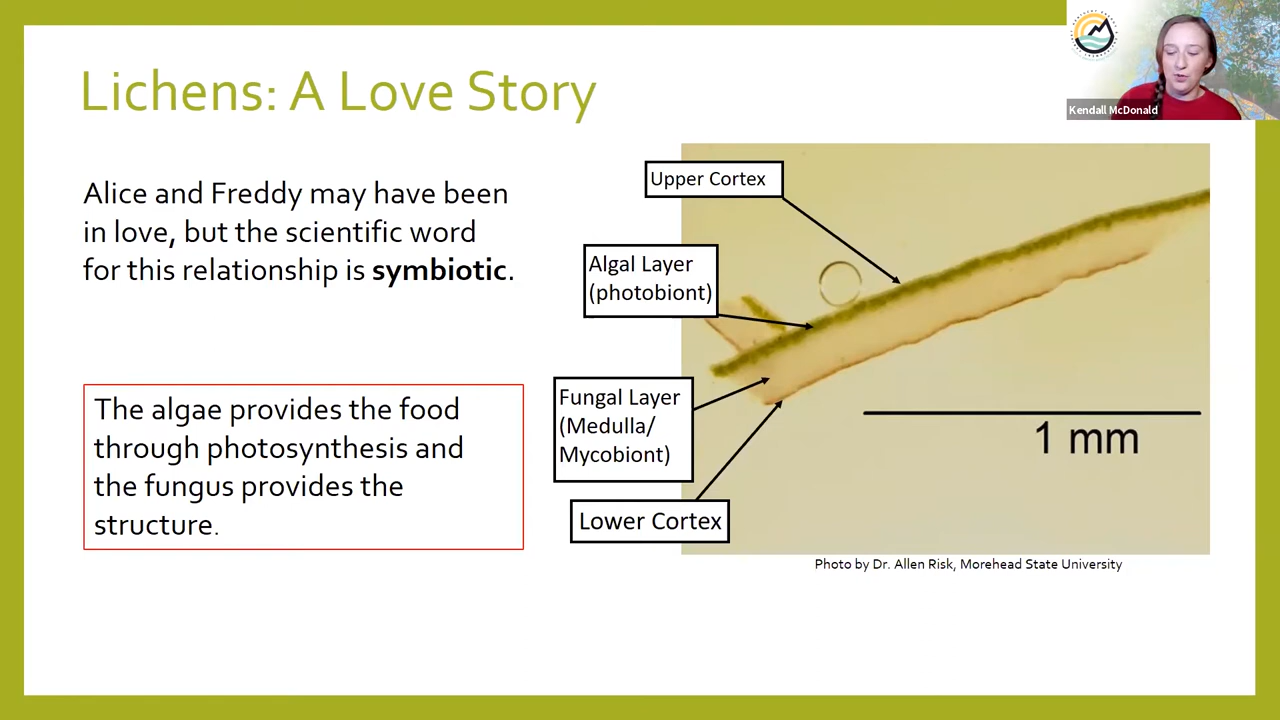 Lichens: A Love Story
Kendall McDonald
Alice and Freddy may have been
in love, but the scientific word
for this relationship is symbiotic.
The algae provides the food
through photosynthesis and
the fungus provides the
structure.
Upper Cortex
Algal Layer
(photobiont)
Fungal Layer
(Medulla/
Mycobiont)
Lower Cortex
1 mm
Photo by Dr. Allen Risk, Morehead State University